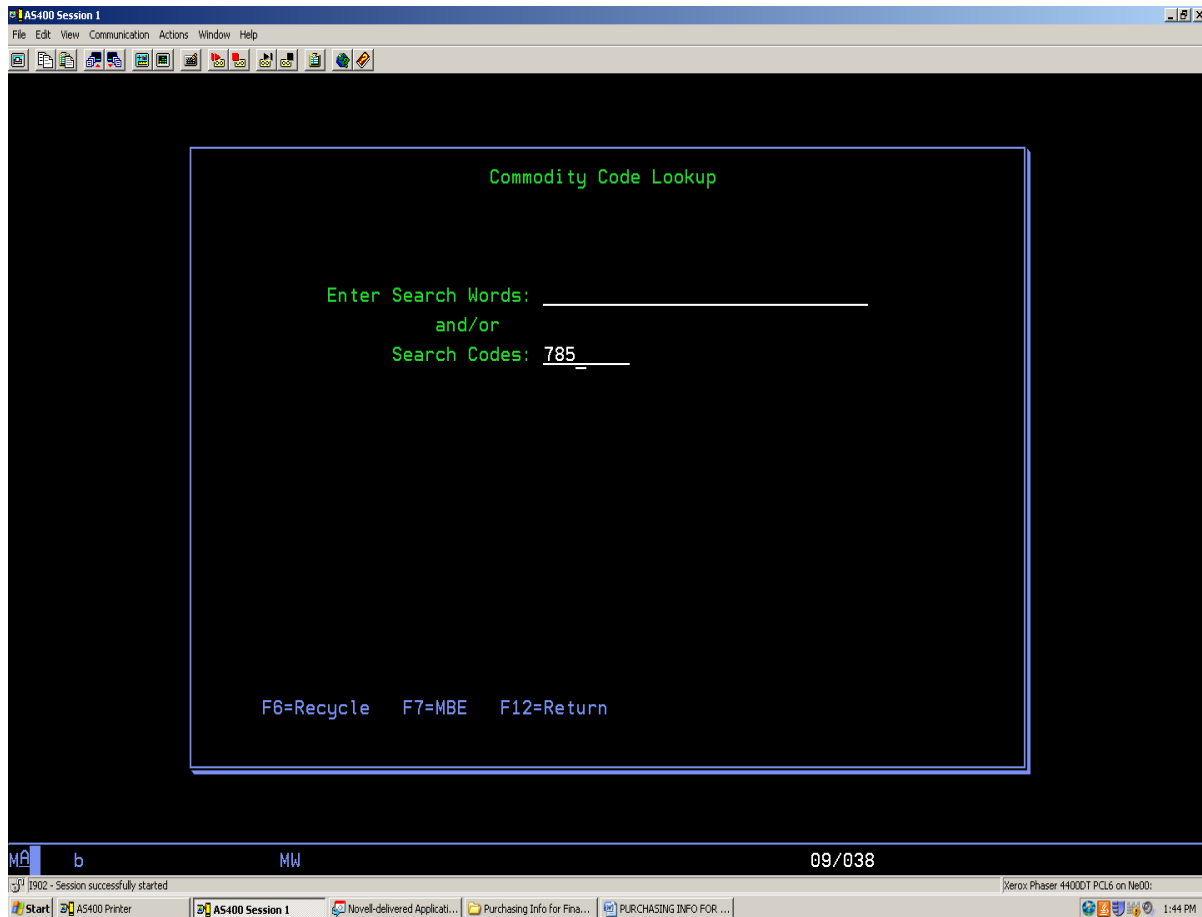 AS400 Session 1
File Edit View Communication Actions Window Help
Commodity Code Lookup
Enter Search Words:
and/or
Search Codes: 785
F6=Recycle F7=MBE F12=Return
MA b MW 09/038
I902 - Session successfully started Xerox Phaser 4400DT PCL6 on Ne00:
Start AS400 Printer AS400 Session 1 Novell-delivered Applicati... Purchasing Info for Fina... PURCHASING INFO FOR ... 1:44 PM